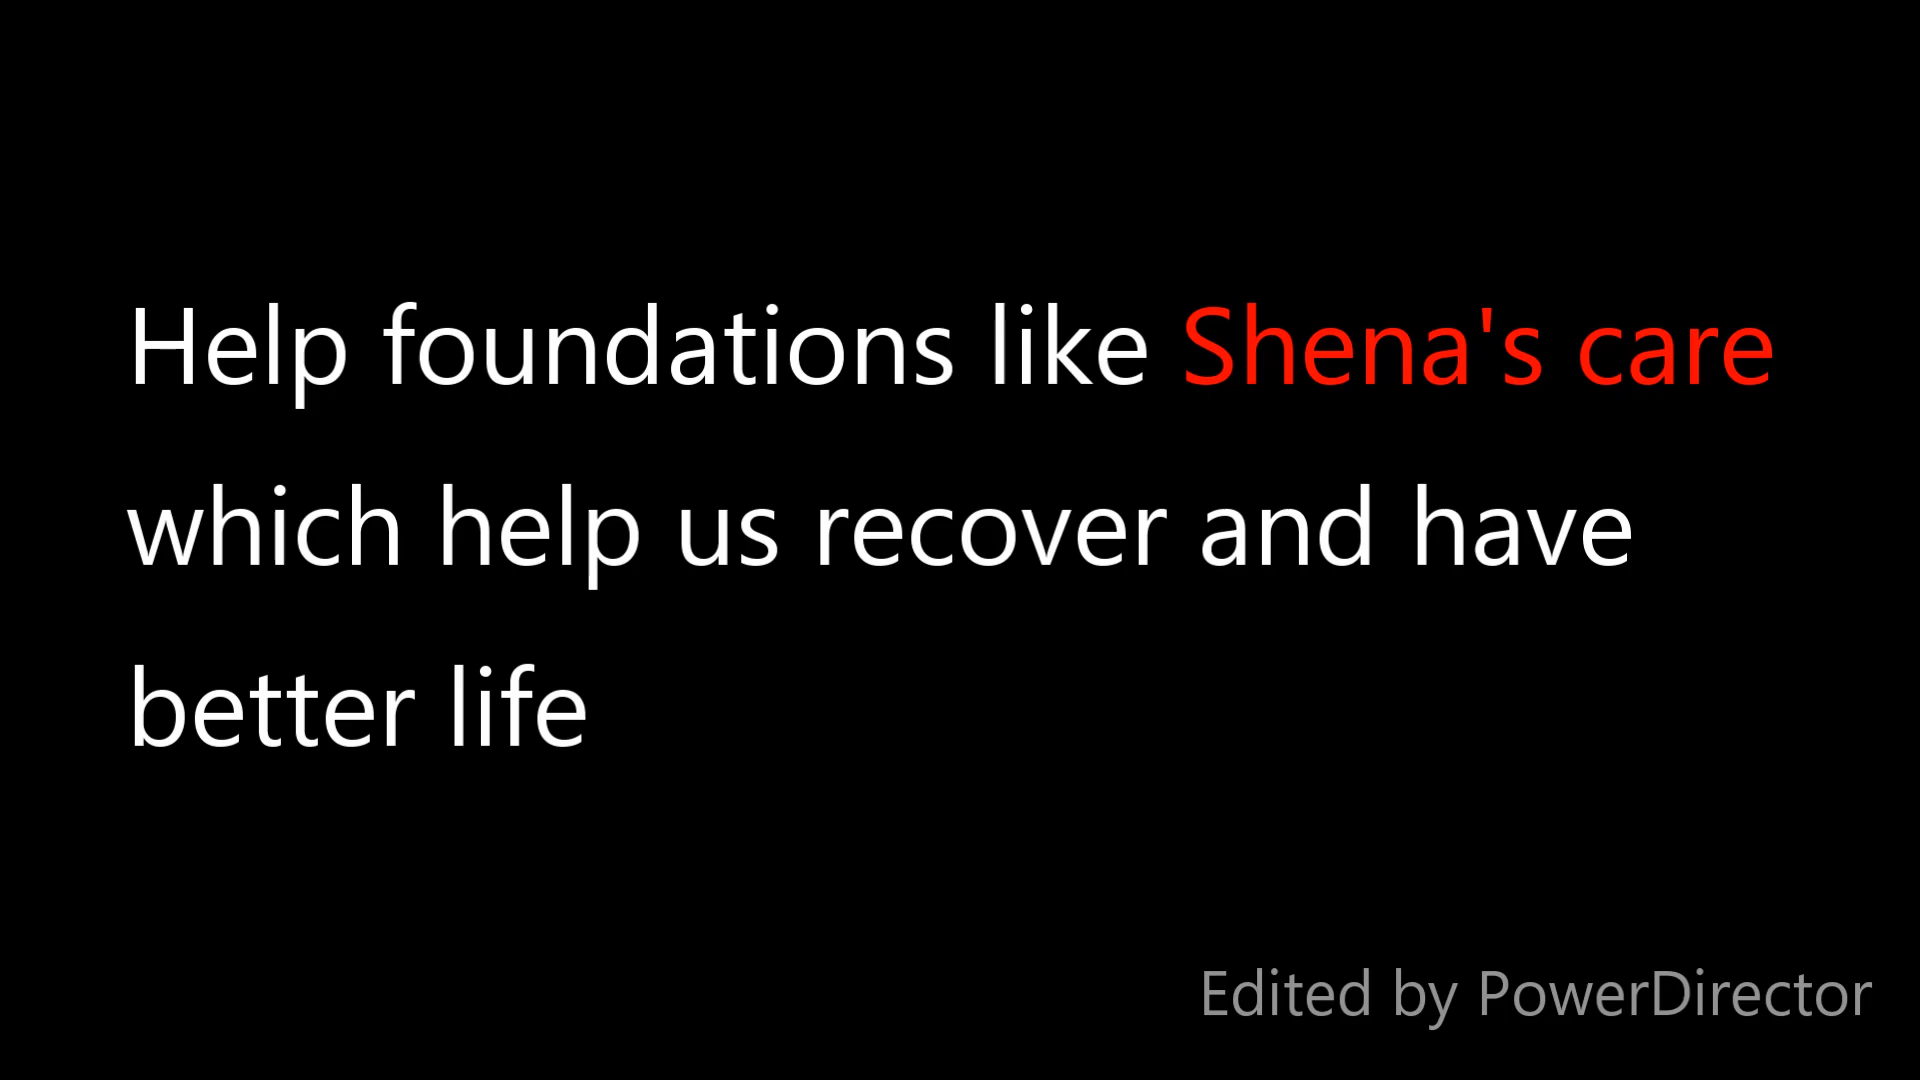 Help foundations like Shena's care
which help us recover and have
better life
Edited by PowerDirector